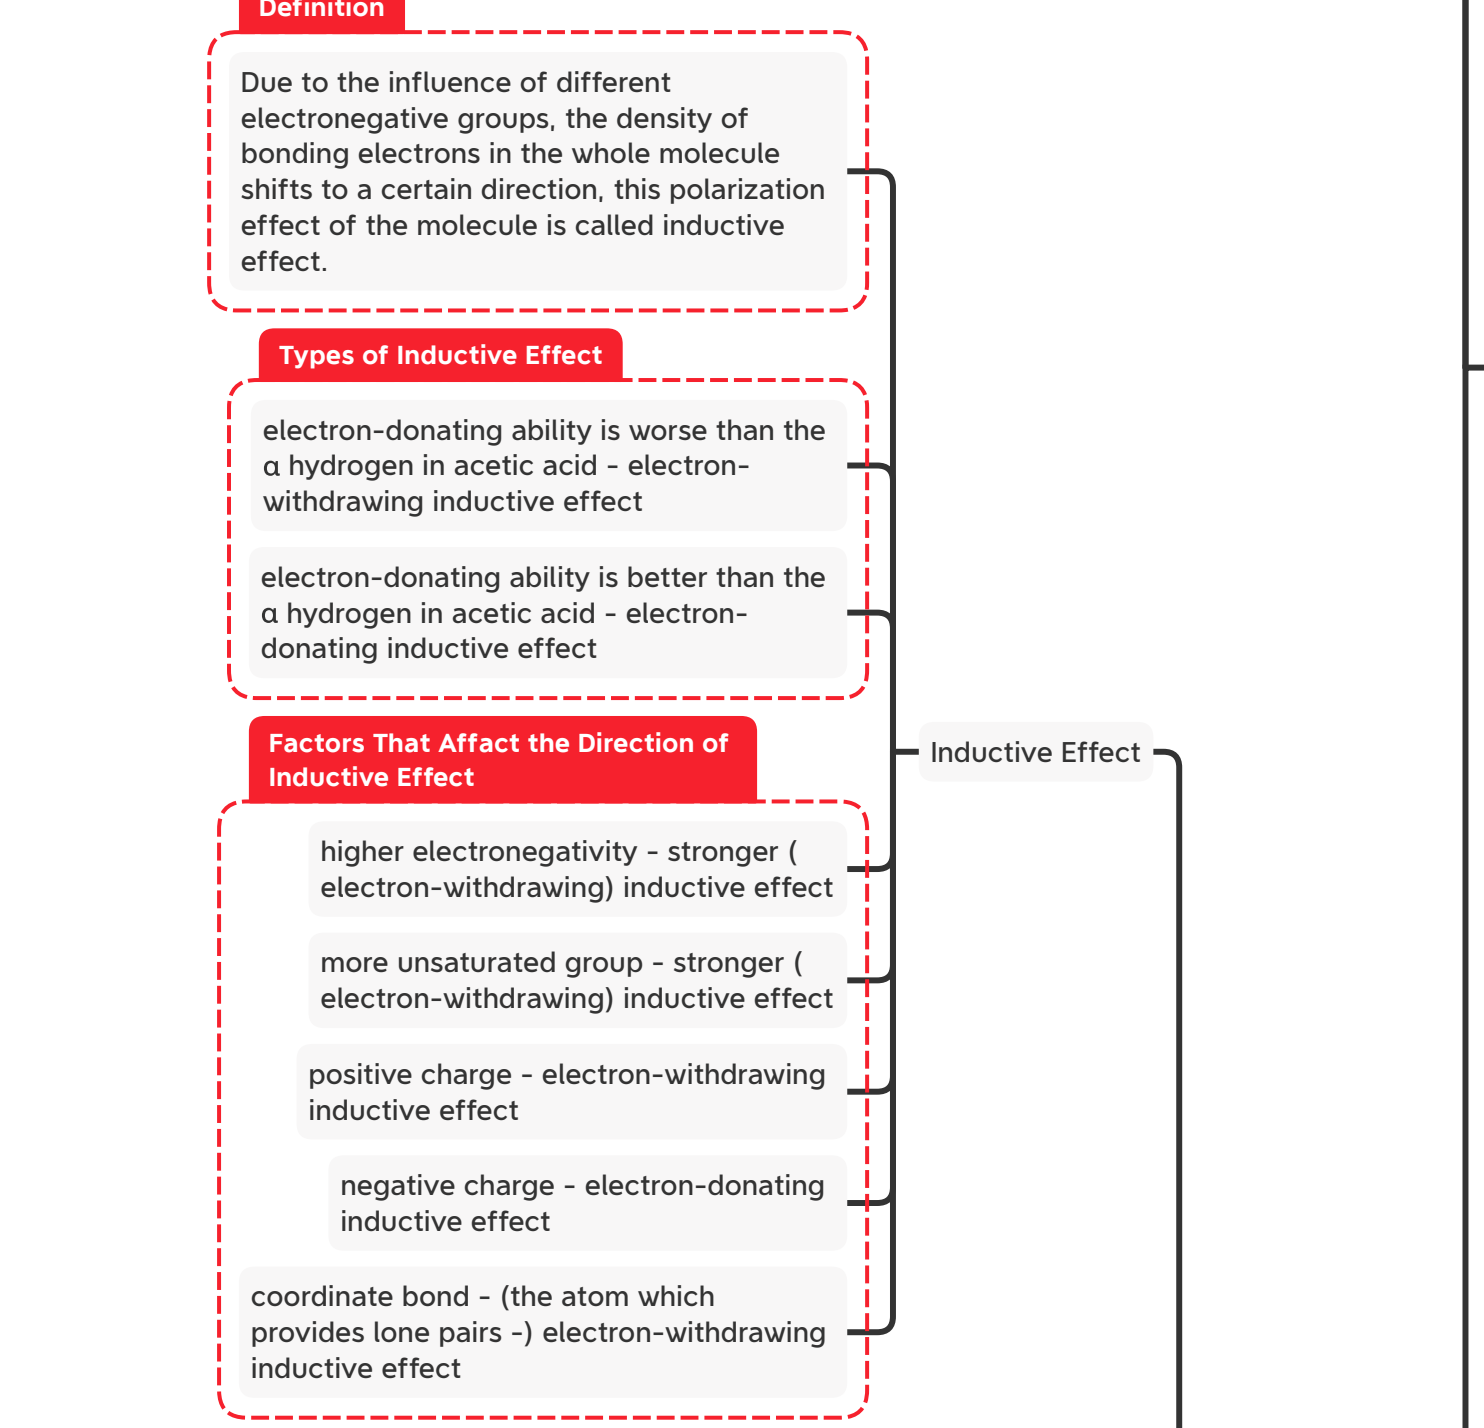 Definition
Due to the influence of different
electronegative groups, the density of
bonding electrons in the whole molecule
shifts to a certain direction, this polarization
effect of the molecule is called inductive
effect.
Types of Inductive Effect
electron-donating ability is worse than the
α hydrogen in acetic acid - electron-
withdrawing inductive effect
electron-donating ability is better than the
α hydrogen in acetic acid - electron-
donating inductive effect
Factors That Affact the Direction of
Inductive Effect
Inductive Effect
higher electronegativity - stronger (
electron-withdrawing) inductive effect
more unsaturated group - stronger (
electron-withdrawing) inductive effect
positive charge - electron-withdrawing
inductive effect
negative charge - electron-donating
inductive effect
coordinate bond - (the atom which
provides lone pairs -) electron-withdrawing
inductive effect